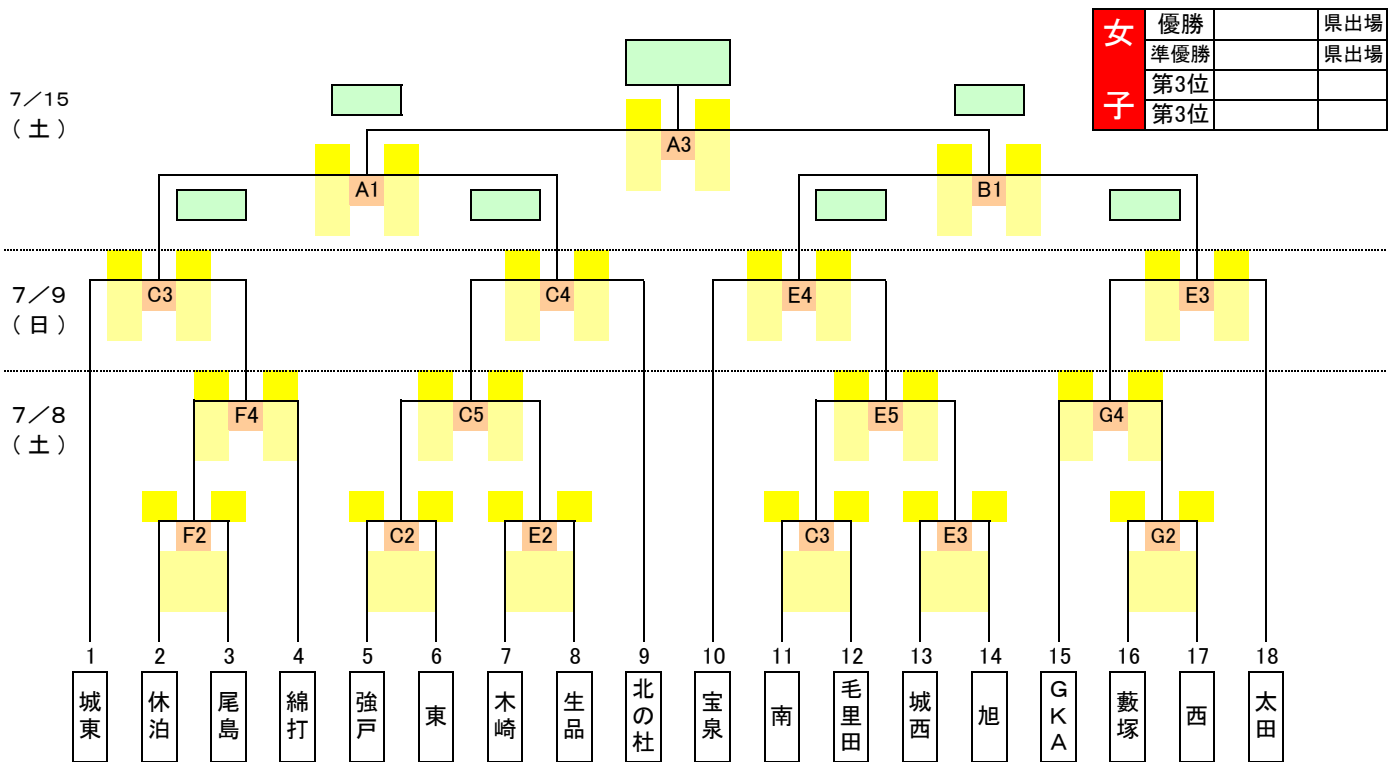 女子
優勝 県出場
準優勝 県出場
第3位
第3位
7/15
(土)
A3
A1 B1
7/9
(日)
C3 C4 E4 E3
7/8
(土)
F4 C5 E5 G4
F2 C2 E2 C3 E3 G2
1 2 3 4 5 6 7 8 9 10 11 12 13 14 15 16 17 18
城東 休泊 尾島 綿打 強戸 東 木崎 生品 北の杜 宝泉 南 毛里田 城西 旭 GKA 藪塚 西 太田